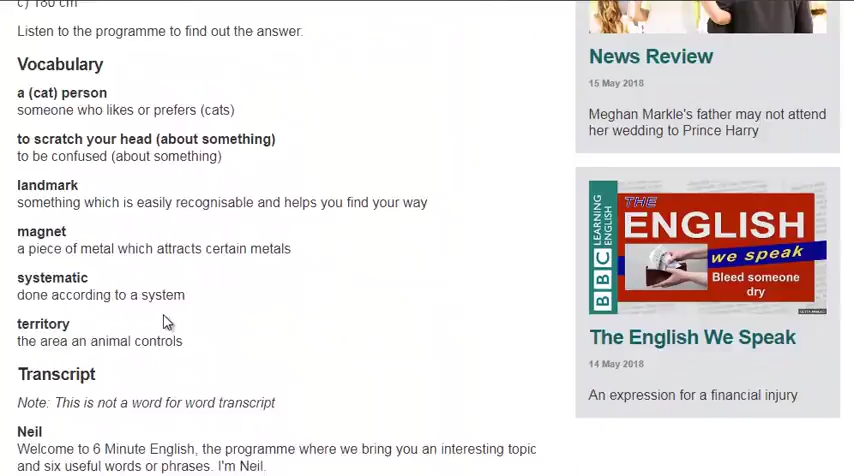 c) 180 cm
Listen to the programme to find out the answer.
Vocabulary
a (cat) person
someone who likes or prefers (cats)
to scratch your head (about something)
to be confused (about something)
landmark
something which is easily recognisable and helps you find your way
magnet
a piece of metal which attracts certain metals
systematic
done according to a system
territory
the area an animal controls
Transcript
Note: This is not a word for word transcript
Neil
Welcome to 6 Minute English, the programme where we bring you an interesting topic
and six useful words or phrases. I'm Neil.
News Review
15 May 2018
Meghan Markle's father may not attend
her wedding to Prince Harry
BBC LEARNING ENGLISH
THE
ENGLISH
we speak
Bleed someone
dry
The English We Speak
14 May 2018
An expression for a financial injury